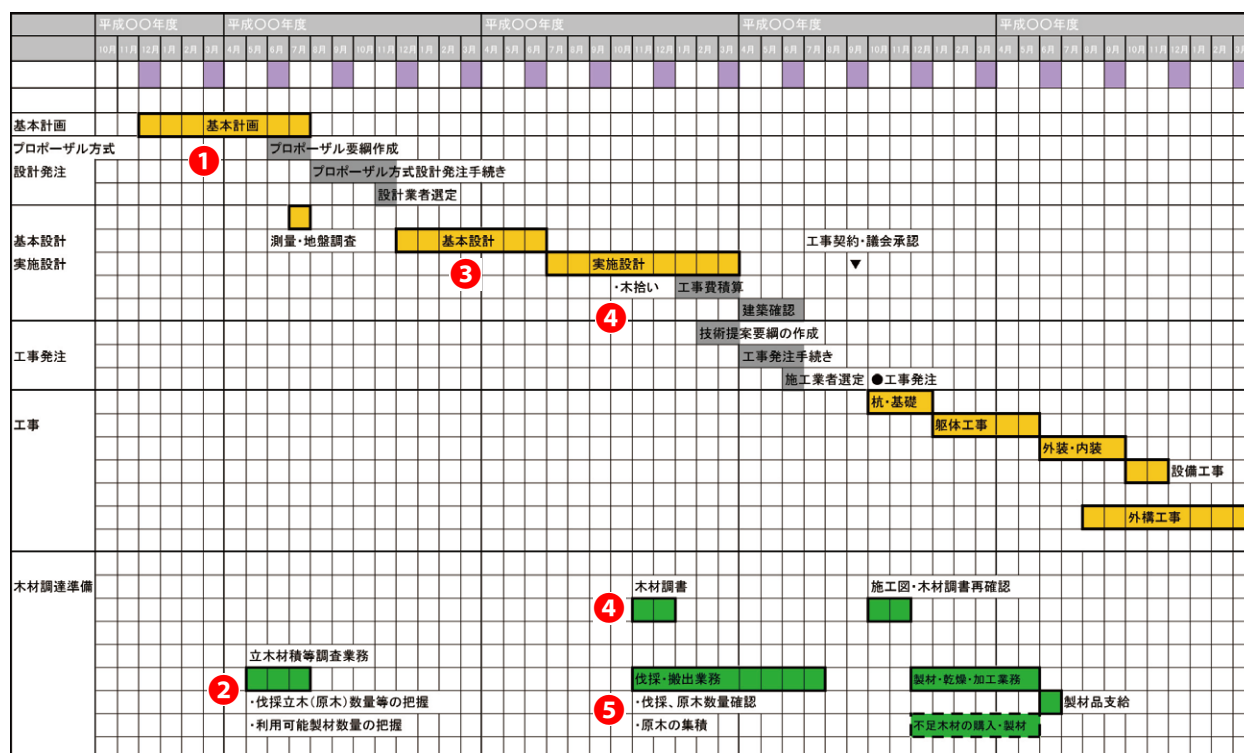 平成〇〇年度 平成〇〇年度 平成〇〇年度 平成〇〇年度 平成〇〇年度
10月 11月 12月 1月 2月 3月 4月 5月 6月 7月 8月 9月 10月 11月 12月 1月 2月 3月 4月 5月 6月 7月 8月 9月 10月 11月 12月 1月 2月 3月 4月 5月 6月 7月 8月 9月 10月 11月 12月 1月 2月 3月 4月 5月 6月 7月 8月 9月 10月 11月 12月 1月 2月 3月
基本計画 基本計画
プロポーザル方式 1 プロポーザル要綱作成
設計発注 プロポーザル方式設計発注手続き
設計業者選定
基本設計 測量・地盤調査 基本設計 工事契約・議会承認
実施設計 3 実施設計 ▼
・木拾い 工事費積算
4 建築確認
技術提案要綱の作成
工事発注 工事発注手続き
施工業者選定 ●工事発注
杭・基礎
工事 躯体工事
外装・内装
設備工事
外構工事
木材調達準備 木材調書 施工図・木材調書再確認
4
立木材積等調査業務
2 伐採・搬出業務 製材・乾燥・加工業務
・伐採立木(原木)数量等の把握 5 ・伐採、原木数量確認 製材品支給
・利用可能製材数量の把握 ・原木の集積 不足木材の購入・製材